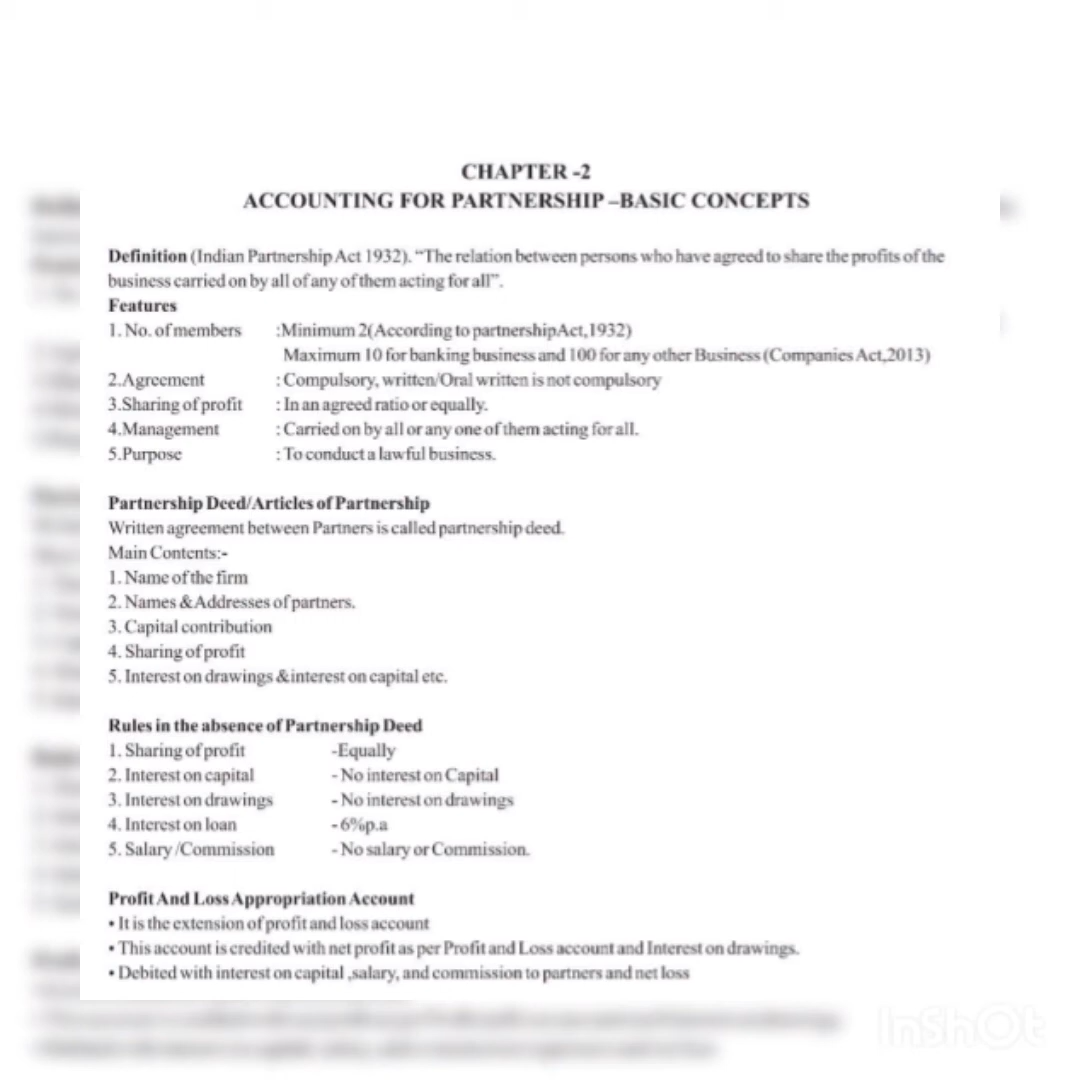 CHAPTER -2
ACCOUNTING FOR PARTNERSHIP –BASIC CONCEPTS
Definition (Indian Partnership Act 1932). “The relation between persons who have agreed to share the profits of the
business carried on by all of any of them acting for all”.
Features
1. No. of members :Minimum 2(According to partnership Act,1932)
Maximum 10 for banking business and 100 for any other Business (Companies Act,2013)
2.Agreement : Compulsory, written/Oral written is not compulsory
3.Sharing of profit : In an agreed ratio or equally.
4.Management : Carried on by all or any one of them acting for all.
5.Purpose : To conduct a lawful business.
Partnership Deed/Articles of Partnership
Written agreement between Partners is called partnership deed.
Main Contents:-
1. Name of the firm
2. Names & Addresses of partners.
3. Capital contribution
4. Sharing of profit
5. Interest on drawings & interest on capital etc.
Rules in the absence of Partnership Deed
1. Sharing of profit -Equally
2. Interest on capital - No interest on Capital
3. Interest on drawings - No interest on drawings
4. Interest on loan - 6%p.a
5. Salary /Commission - No salary or Commission.
Profit And Loss Appropriation Account
• It is the extension of profit and loss account
• This account is credited with net profit as per Profit and Loss account and Interest on drawings.
• Debited with interest on capital ,salary, and commission to partners and net loss
InShOt